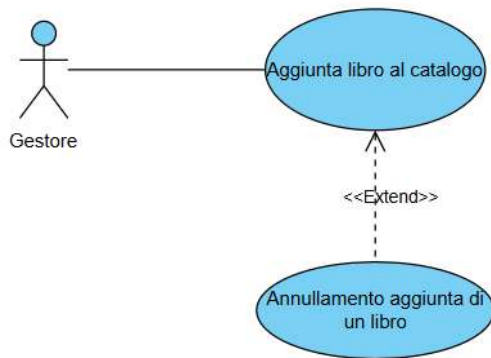 Aggiunta libro al catalogo
Gestore
<<Extend>>
Annullamento aggiunta di
un libro